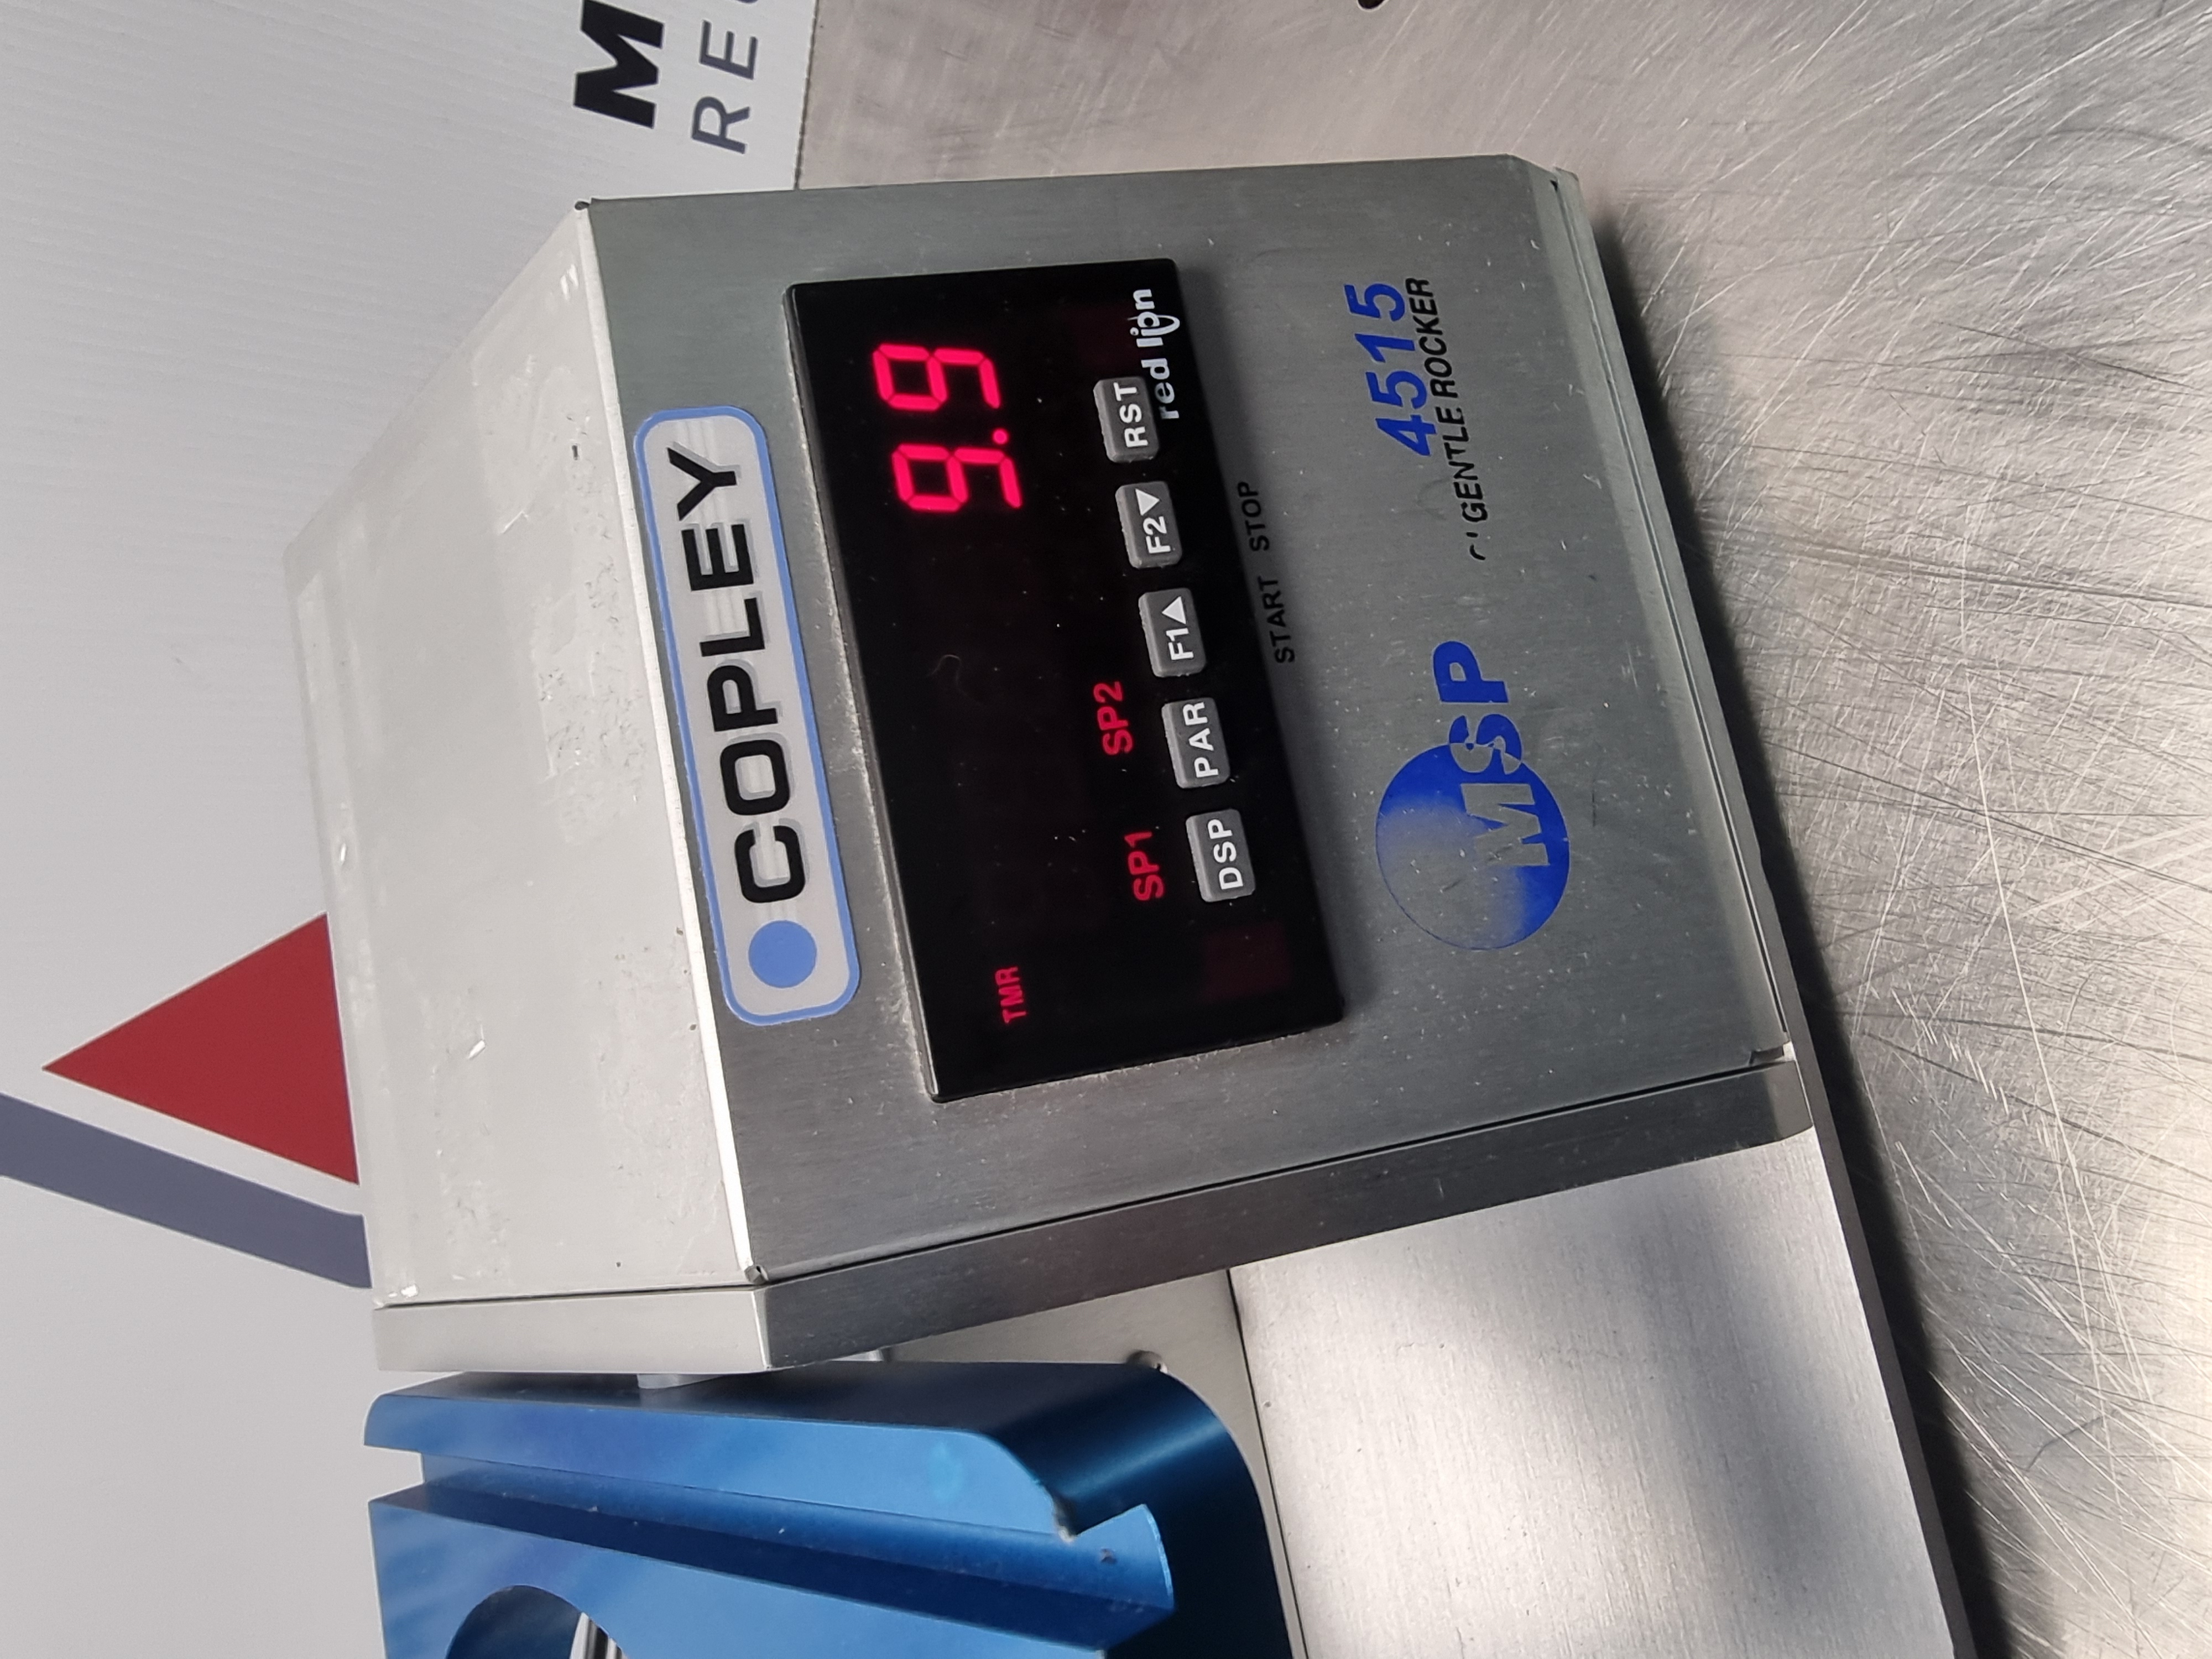 COPLEY
TMR 9.9
SP1 SP2
DSP PAR F1▲ F2▼ RST
red lion
START STOP
MSP 4515
GENTLE ROCKER